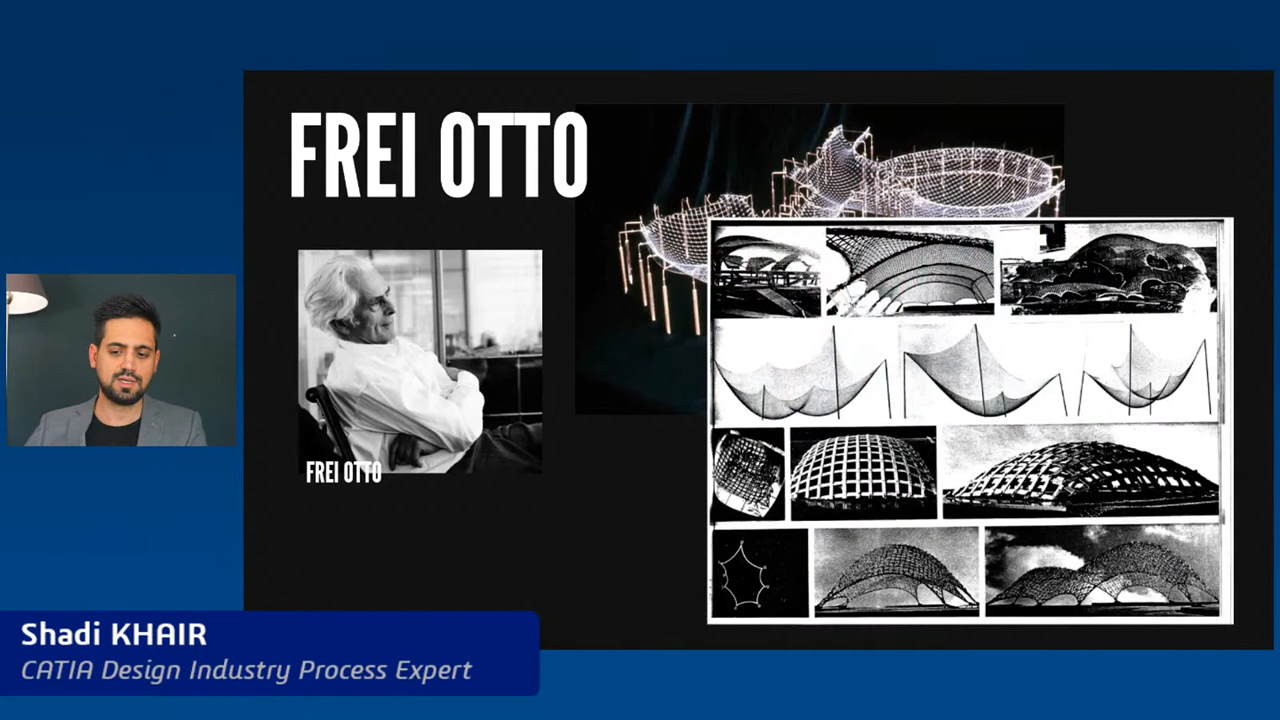 FREI OTTO
FREI OTTO
Shadi KHAIR
CATIA Design Industry Process Expert